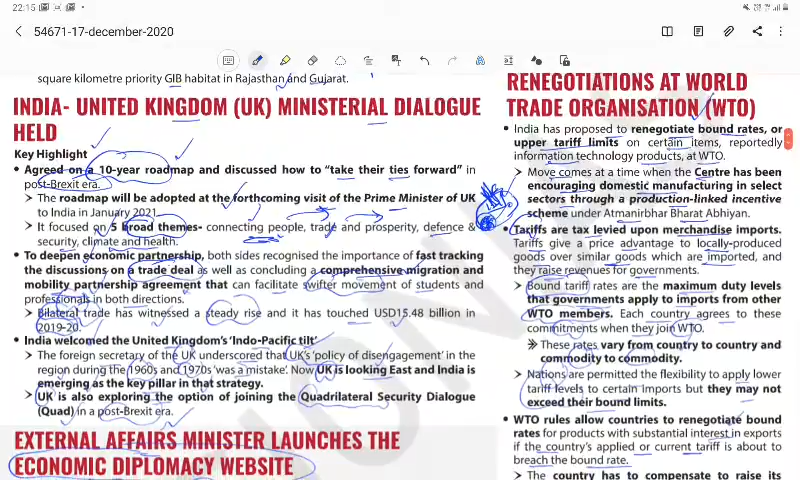 22:15
54671-17-december-2020
square kilometre priority GIB habitat in Rajasthan and Gujarat.
INDIA- UNITED KINGDOM (UK) MINISTERIAL DIALOGUE
HELD
Key Highlight
• Agreed on a 10-year roadmap and discussed how to "take their ties forward" in
post-Brexit era.
➢ The roadmap will be adopted at the forthcoming visit of the Prime Minister of UK
to India in January 2021.
➢ It focused on 5 broad themes- connecting people, trade and prosperity, defence &
security, climate and health.
• To deepen economic partnership, both sides recognised the importance of fast tracking
the discussions on a trade deal as well as concluding a comprehensive migration and
mobility partnership agreement that can facilitate swifter movement of students and
professionals in both directions.
➢ Bilateral trade has witnessed a steady rise and it has touched USD15.48 billion in
2019-20.
• India welcomed the United Kingdom's 'Indo-Pacific tilt'
➢ The foreign secretary of the UK underscored that UK's 'policy of disengagement' in the
region during the 1960s and 1970s 'was a mistake'. Now UK is looking East and India is
emerging as the key pillar in that strategy.
➢ UK is also exploring the option of joining the Quadrilateral Security Dialogue
(Quad) in a post-Brexit era.
EXTERNAL AFFAIRS MINISTER LAUNCHES THE
ECONOMIC DIPLOMACY WEBSITE
RENEGOTIATIONS AT WORLD
TRADE ORGANISATION (WTO)
• India has proposed to renegotiate bound rates, or
upper tariff limits on certain items, reportedly
information technology products, at WTO.
➢ Move comes at a time when the Centre has been
encouraging domestic manufacturing in select
sectors through a production-linked incentive
scheme under Atmanirbhar Bharat Abhiyan.
• Tariffs are tax levied upon merchandise imports.
Tariffs give a price advantage to locally-produced
goods over similar goods which are imported, and
they raise revenues for governments.
➢ Bound tariff rates are the maximum duty levels
that governments apply to imports from other
WTO members. Each country agrees to these
commitments when they join WTO.
» These rates vary from country to country and
commodity to commodity.
➢ Nations are permitted the flexibility to apply lower
tariff levels to certain imports but they may not
exceed their bound limits.
• WTO rules allow countries to renegotiate bound
rates for products with substantial interest in exports
if the country's applied or current tariff is about to
breach the bound rate.
➢ The country has to compensate to raise its